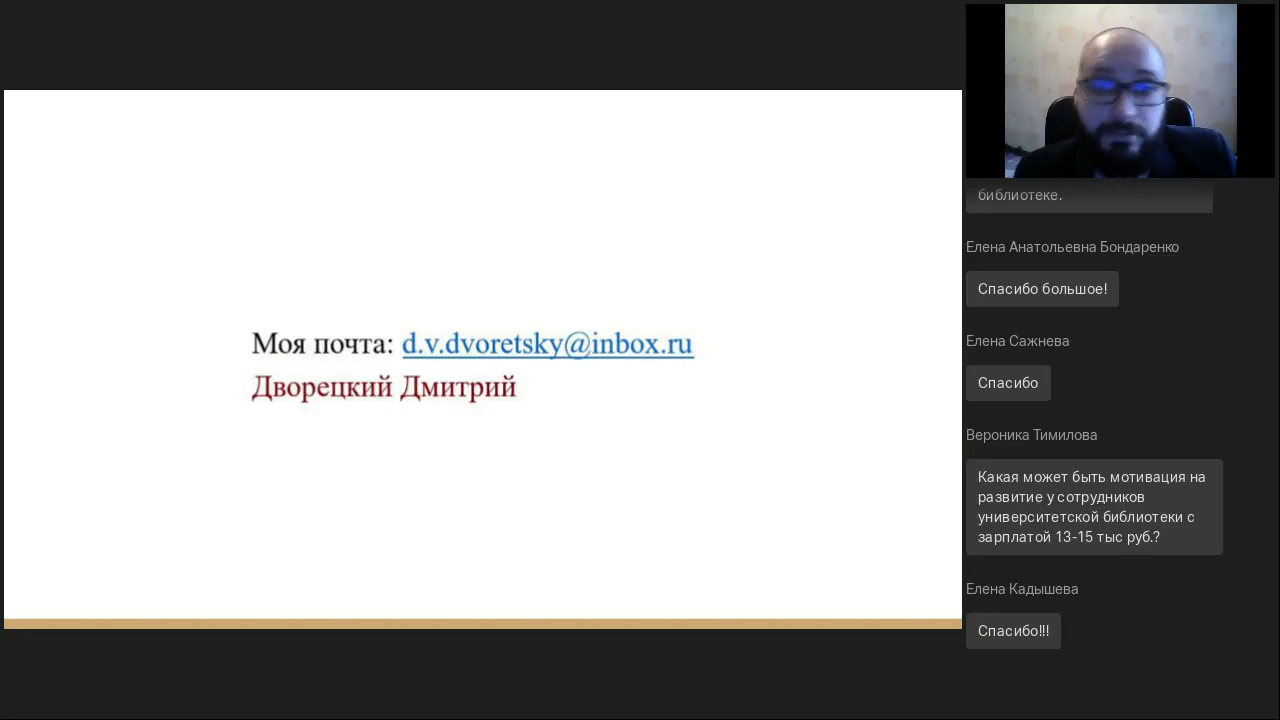 Моя почта: d.v.dvoretsky@inbox.ru
Дворецкий Дмитрий
библиотеке.
Елена Анатольевна Бондаренко
Спасибо большое!
Елена Сажнева
Спасибо
Вероника Тимилова
Какая может быть мотивация на
развитие у сотрудников
университетской библиотеки с
зарплатой 13-15 тыс руб.?
Елена Кадышева
Спасибо!!!